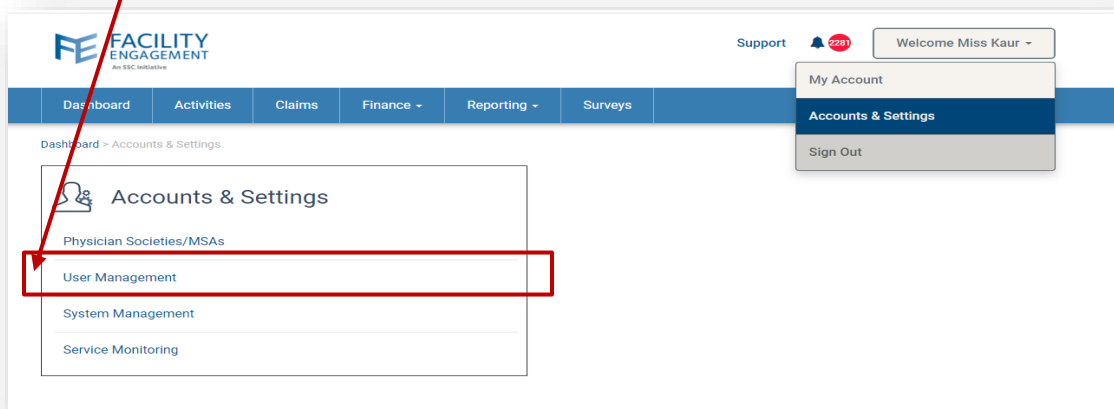 FACILITY
ENGAGEMENT
An SSC Initiative
Support
2281
Welcome Miss Kaur
My Account
Accounts & Settings
Sign Out
Dashboard Activities Claims Finance Reporting Surveys
Dashboard > Accounts & Settings
Accounts & Settings
Physician Societies/MSAs
User Management
System Management
Service Monitoring